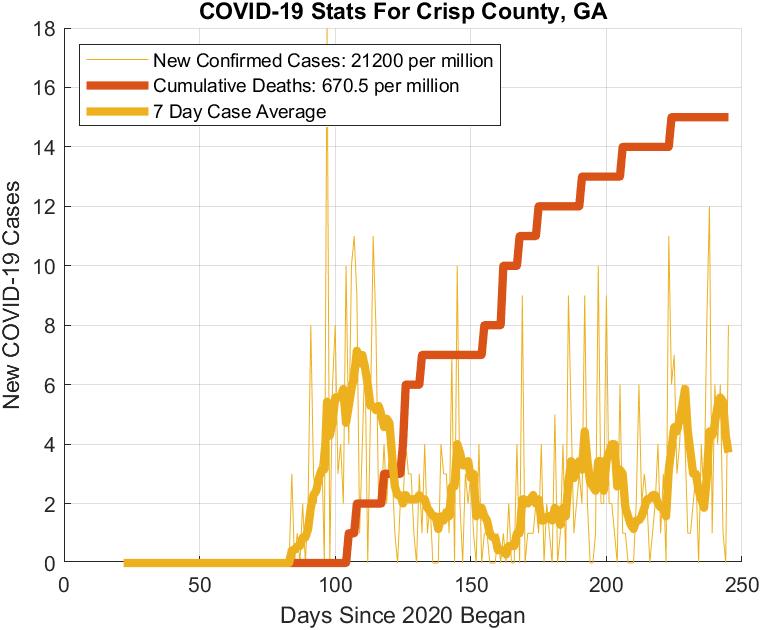 COVID-19 Stats For Crisp County, GA
New Confirmed Cases: 21200 per million
Cumulative Deaths: 670.5 per million
7 Day Case Average
New COVID-19 Cases
18
16
14
12
10
8
6
4
2
0
0 50 100 150 200 250
Days Since 2020 Began